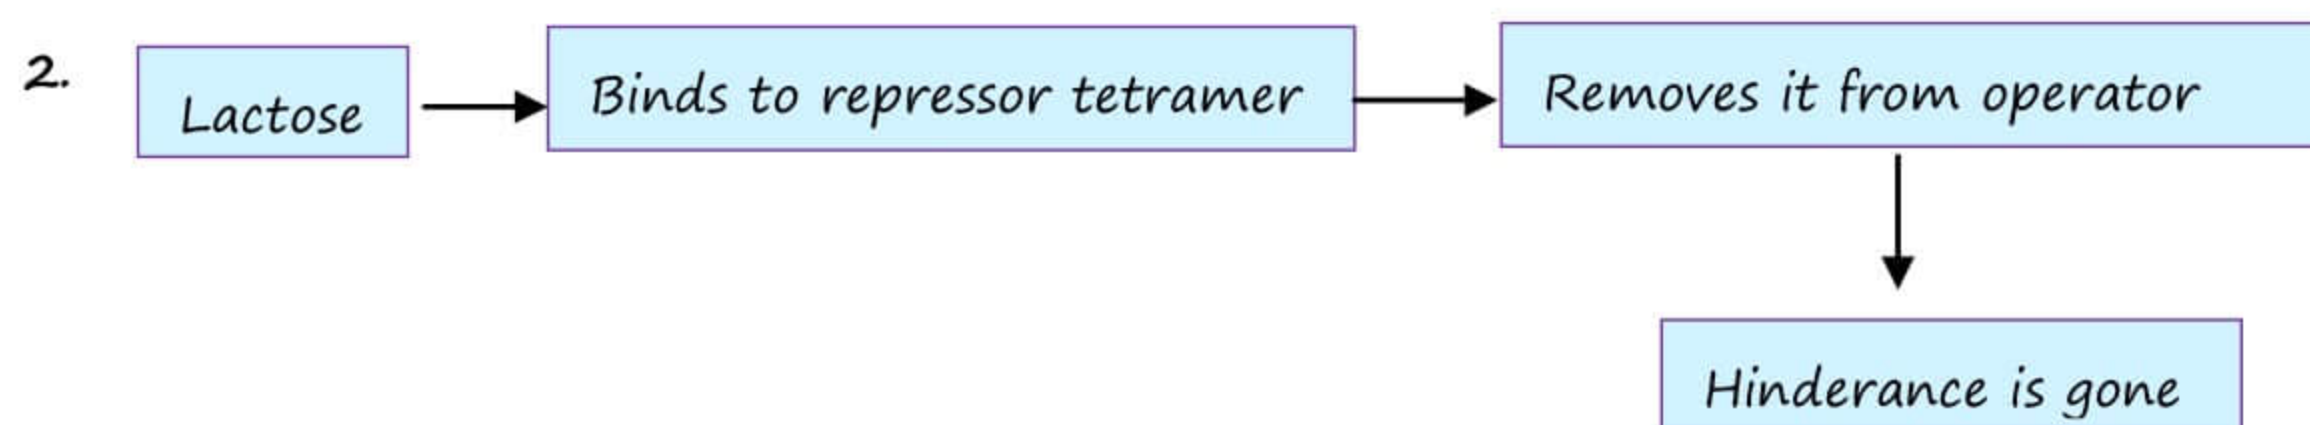 2.
Lactose
Binds to repressor tetramer
Removes it from operator
Hinderance is gone